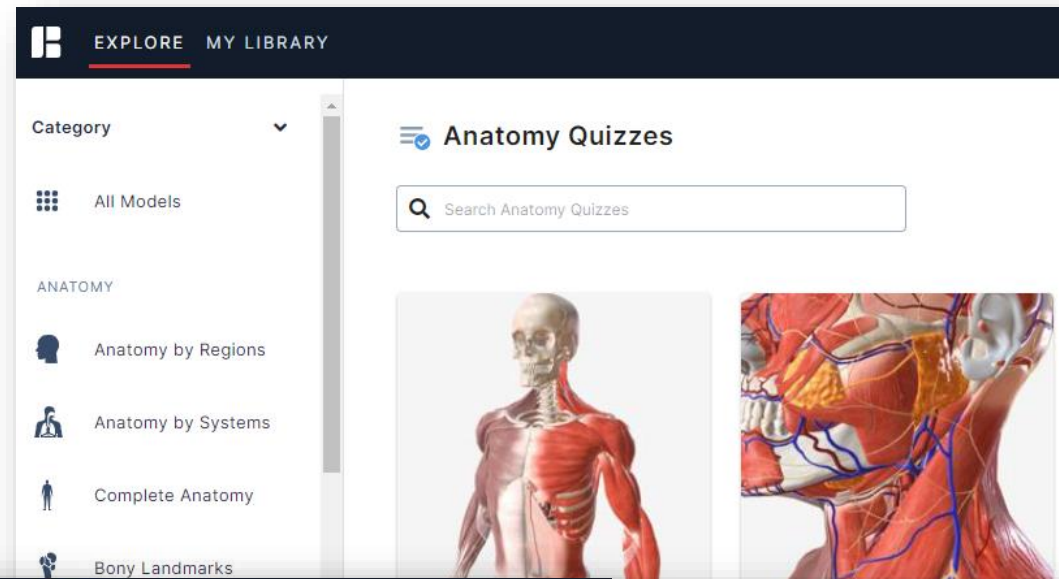 EXPLORE MY LIBRARY
Category
All Models
ANATOMY
Anatomy by Regions
Anatomy by Systems
Complete Anatomy
Bony Landmarks
Anatomy Quizzes
Search Anatomy Quizzes